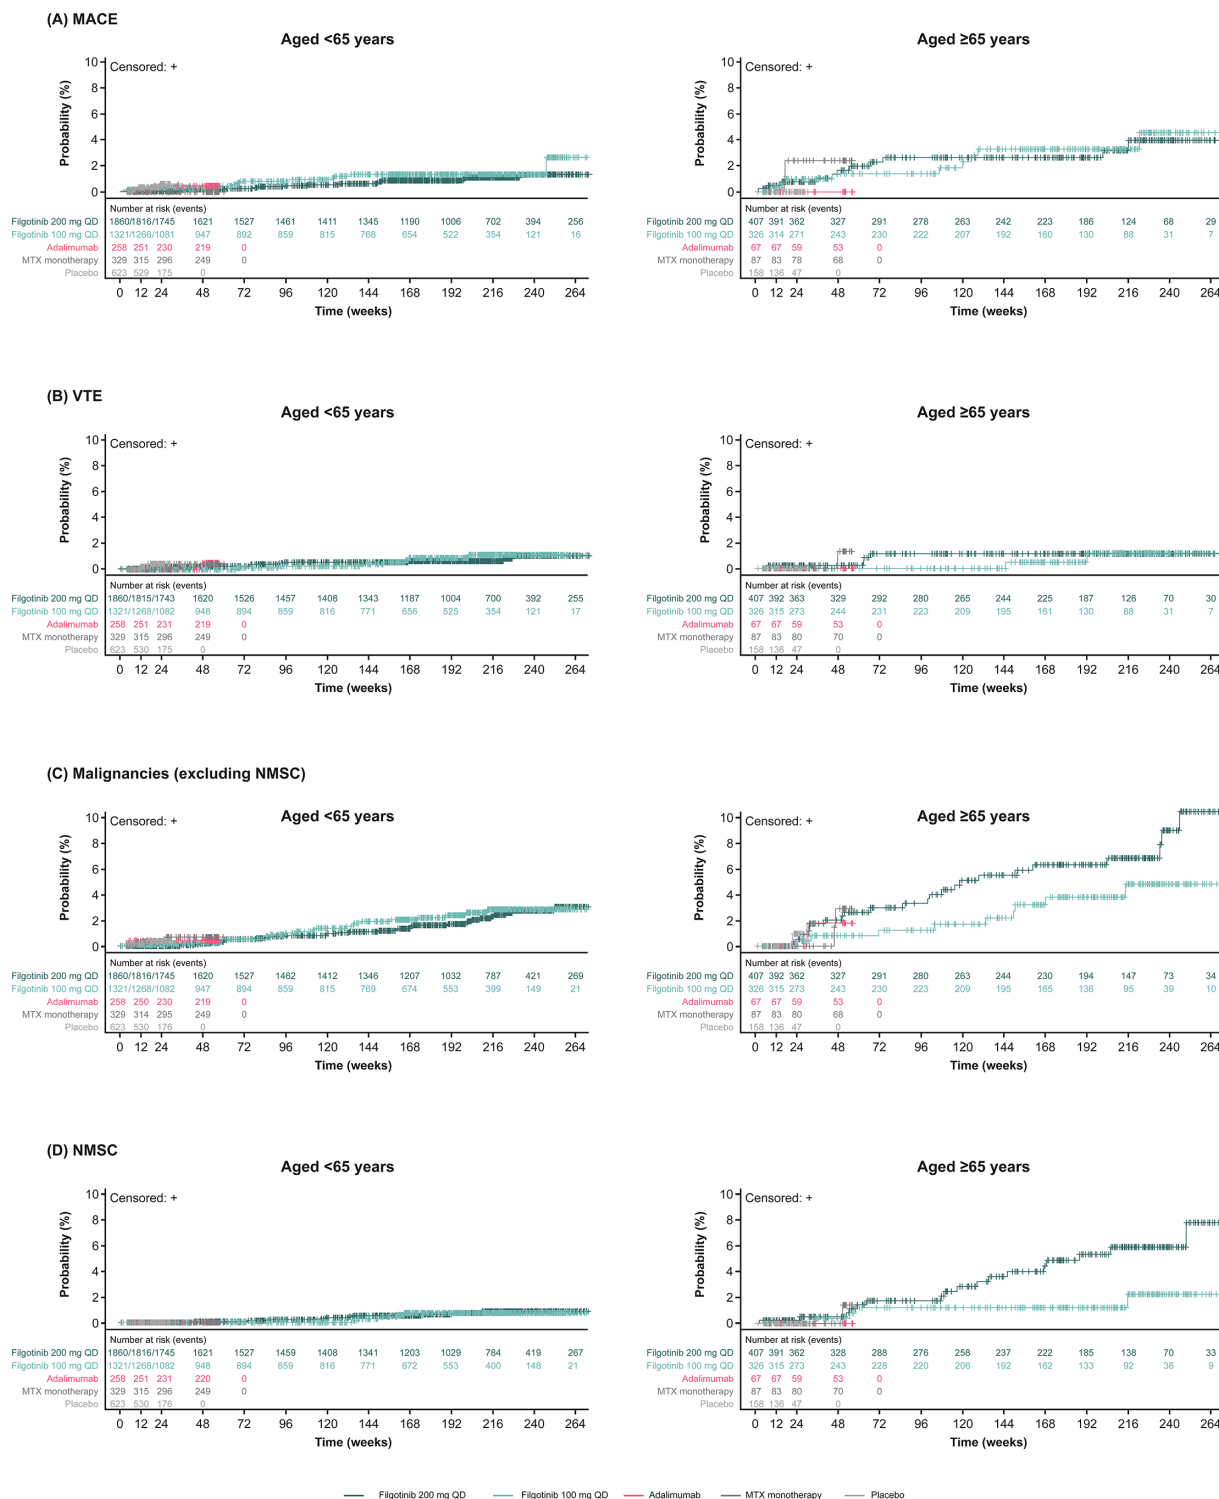 (A) MACE
Aged <65 years
Censored: +
Probability (%)
10
8
6
4
2
0
Number at risk (events)
Filgotinib 200 mg QD 1860/1816/1745 1621 1527 1461 1411 1345 1190 1006 702 394 256
Filgotinib 100 mg QD 1321/1266/1081 947 892 859 815 768 654 522 354 121 16
Adalimumab 258 251 230 219 0
MTX monotherapy 329 315 296 249 0
Placebo 623 529 175 0
0 12 24 48 72 96 120 144 168 192 216 240 264
Time (weeks)
Aged ≥65 years
Censored: +
Probability (%)
10
8
6
4
2
0
Number at risk (events)
Filgotinib 200 mg QD 407 391 362 327 291 278 263 242 223 186 124 68 29
Filgotinib 100 mg QD 326 314 271 243 230 222 207 192 160 130 88 31 7
Adalimumab 67 67 59 53 0
MTX monotherapy 87 83 78 68 0
Placebo 158 136 47 0
0 12 24 48 72 96 120 144 168 192 216 240 264
Time (weeks)
(B) VTE
Aged <65 years
Censored: +
Probability (%)
10
8
6
4
2
0
Number at risk (events)
Filgotinib 200 mg QD 1860/1815/1743 1620 1526 1457 1408 1343 1187 1004 700 392 255
Filgotinib 100 mg QD 1321/1268/1082 948 894 859 816 771 656 525 354 121 17
Adalimumab 258 251 231 219 0
MTX monotherapy 329 315 296 249 0
Placebo 623 530 175 0
0 12 24 48 72 96 120 144 168 192 216 240 264
Time (weeks)
Aged ≥65 years
Censored: +
Probability (%)
10
8
6
4
2
0
Number at risk (events)
Filgotinib 200 mg QD 407 392 363 329 292 280 265 244 225 187 126 70 30
Filgotinib 100 mg QD 326 315 273 244 231 223 209 195 161 130 88 31 7
Adalimumab 67 67 59 53 0
MTX monotherapy 87 83 80 70 0
Placebo 158 136 47 0
0 12 24 48 72 96 120 144 168 192 216 240 264
Time (weeks)
(C) Malignancies (excluding NMSC)
Aged <65 years
Censored: +
Probability (%)
10
8
6
4
2
0
Number at risk (events)
Filgotinib 200 mg QD 1860/1816/1745 1620 1527 1462 1412 1346 1207 1032 787 421 269
Filgotinib 100 mg QD 1321/1268/1082 947 894 859 815 769 674 553 399 149 21
Adalimumab 258 250 230 219 0
MTX monotherapy 329 314 295 249 0
Placebo 623 530 176 0
0 12 24 48 72 96 120 144 168 192 216 240 264
Time (weeks)
Aged ≥65 years
Censored: +
Probability (%)
10
8
6
4
2
0
Number at risk (events)
Filgotinib 200 mg QD 407 392 362 327 291 280 263 244 230 194 147 73 34
Filgotinib 100 mg QD 326 315 273 243 230 223 209 195 165 136 95 39 10
Adalimumab 67 67 59 53 0
MTX monotherapy 87 83 80 68 0
Placebo 158 136 47 0
0 12 24 48 72 96 120 144 168 192 216 240 264
Time (weeks)
(D) NMSC
Aged <65 years
Censored: +
Probability (%)
10
8
6
4
2
0
Number at risk (events)
Filgotinib 200 mg QD 1860/1816/1745 1621 1527 1459 1408 1341 1203 1029 784 419 267
Filgotinib 100 mg QD 1321/1268/1082 948 894 859 816 771 672 553 400 148 21
Adalimumab 258 251 231 220 0
MTX monotherapy 329 315 296 249 0
Placebo 623 530 176 0
0 12 24 48 72 96 120 144 168 192 216 240 264
Time (weeks)
Aged ≥65 years
Censored: +
Probability (%)
10
8
6
4
2
0
Number at risk (events)
Filgotinib 200 mg QD 407 392 362 328 288 276 258 237 222 185 138 70 33
Filgotinib 100 mg QD 326 315 273 243 228 220 206 192 162 133 92 36 9
Adalimumab 67 67 59 53 0
MTX monotherapy 87 83 80 70 0
Placebo 158 136 47 0
0 12 24 48 72 96 120 144 168 192 216 240 264
Time (weeks)
Filgotinib 200 mg QD Filgotinib 100 mg QD Adalimumab MTX monotherapy Placebo